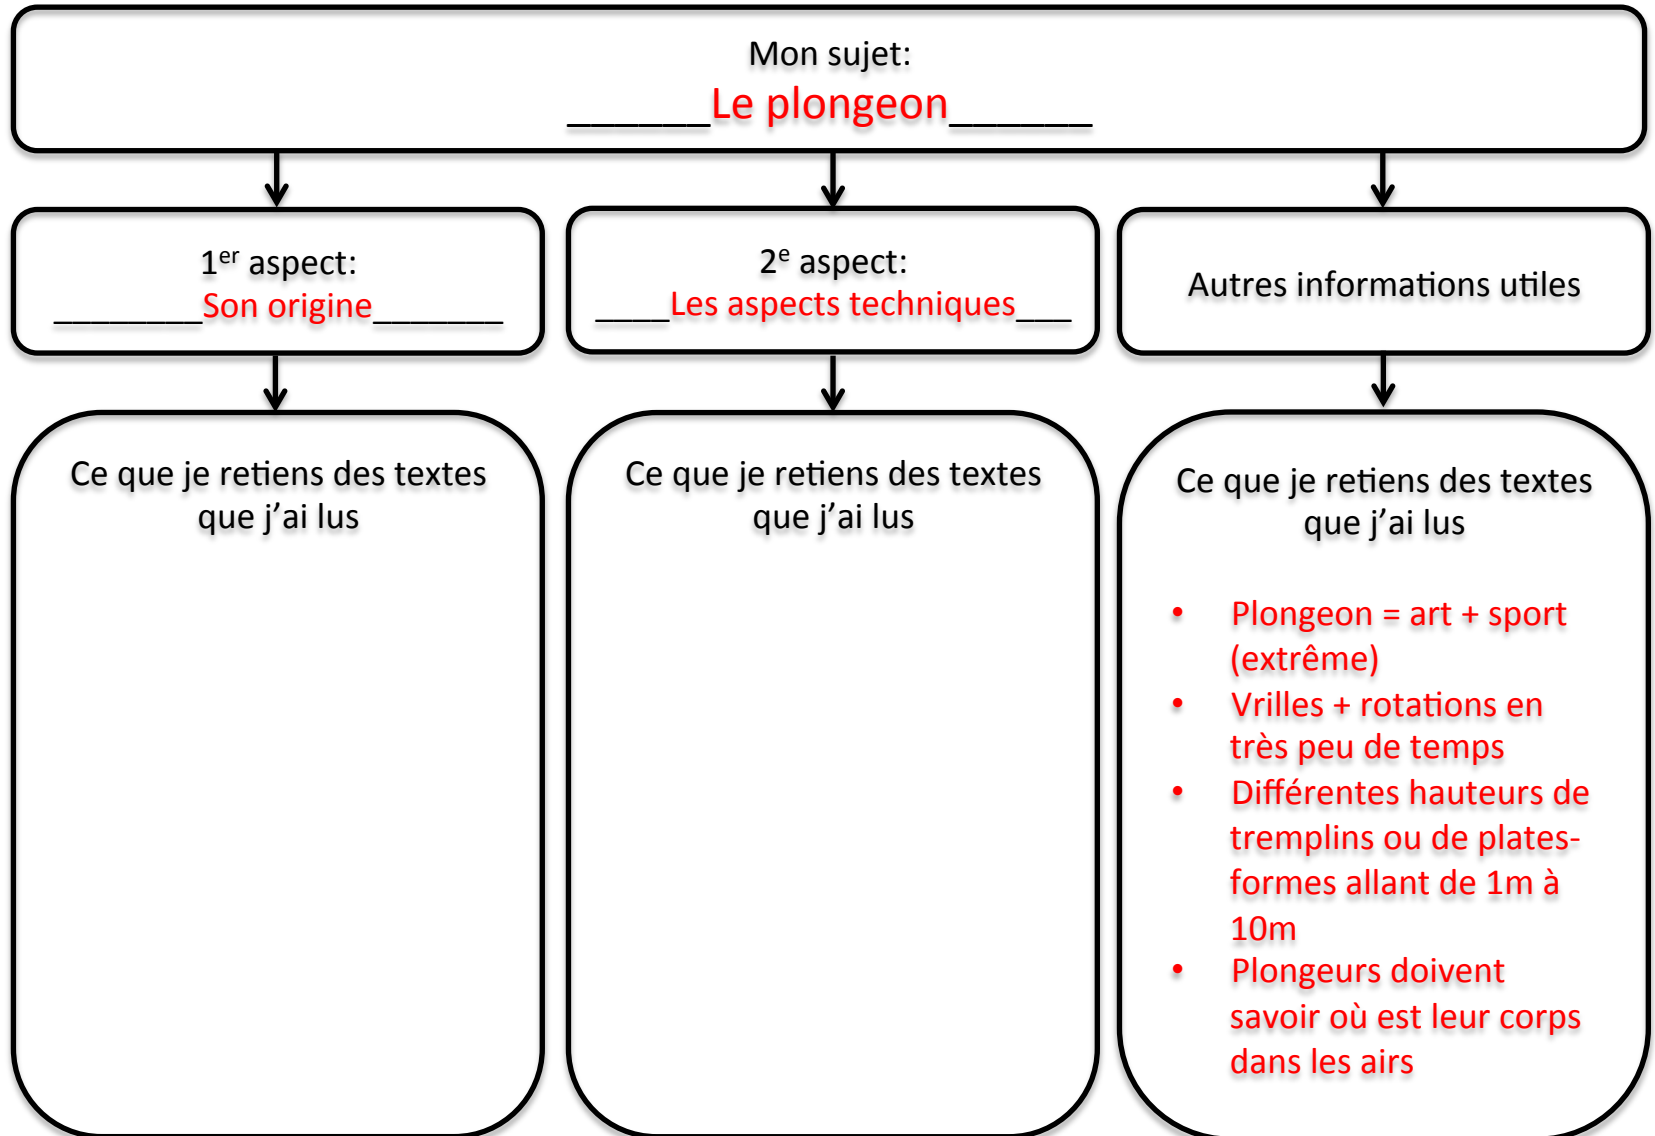 Mon sujet:
______Le plongeon______
1er aspect:
________Son origine_______
2e aspect:
____Les aspects techniques___
Autres informations utiles
Ce que je retiens des textes
que j’ai lus
Ce que je retiens des textes
que j’ai lus
Ce que je retiens des textes
que j’ai lus
• Plongeon = art + sport
(extrême)
• Vrilles + rotations en
très peu de temps
• Différentes hauteurs de
tremplins ou de plates-
formes allant de 1m à
10m
• Plongeurs doivent
savoir où est leur corps
dans les airs